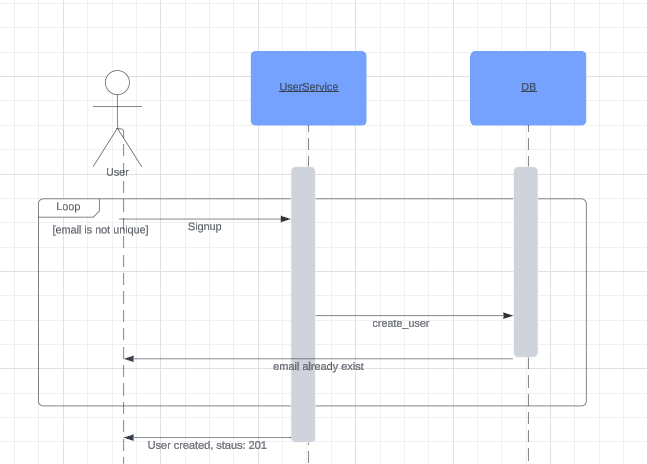 UserService
DB
User
Loop
[email is not unique]
Signup
create_user
email already exist
User created, staus: 201